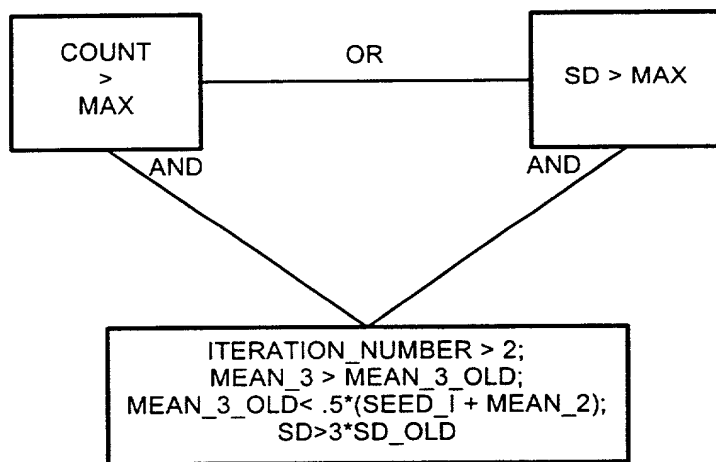 COUNT
>
MAX
OR
SD > MAX
AND
AND
ITERATION_NUMBER > 2;
MEAN_3 > MEAN_3_OLD;
MEAN_3_OLD< .5*(SEED_I + MEAN_2);
SD>3*SD_OLD